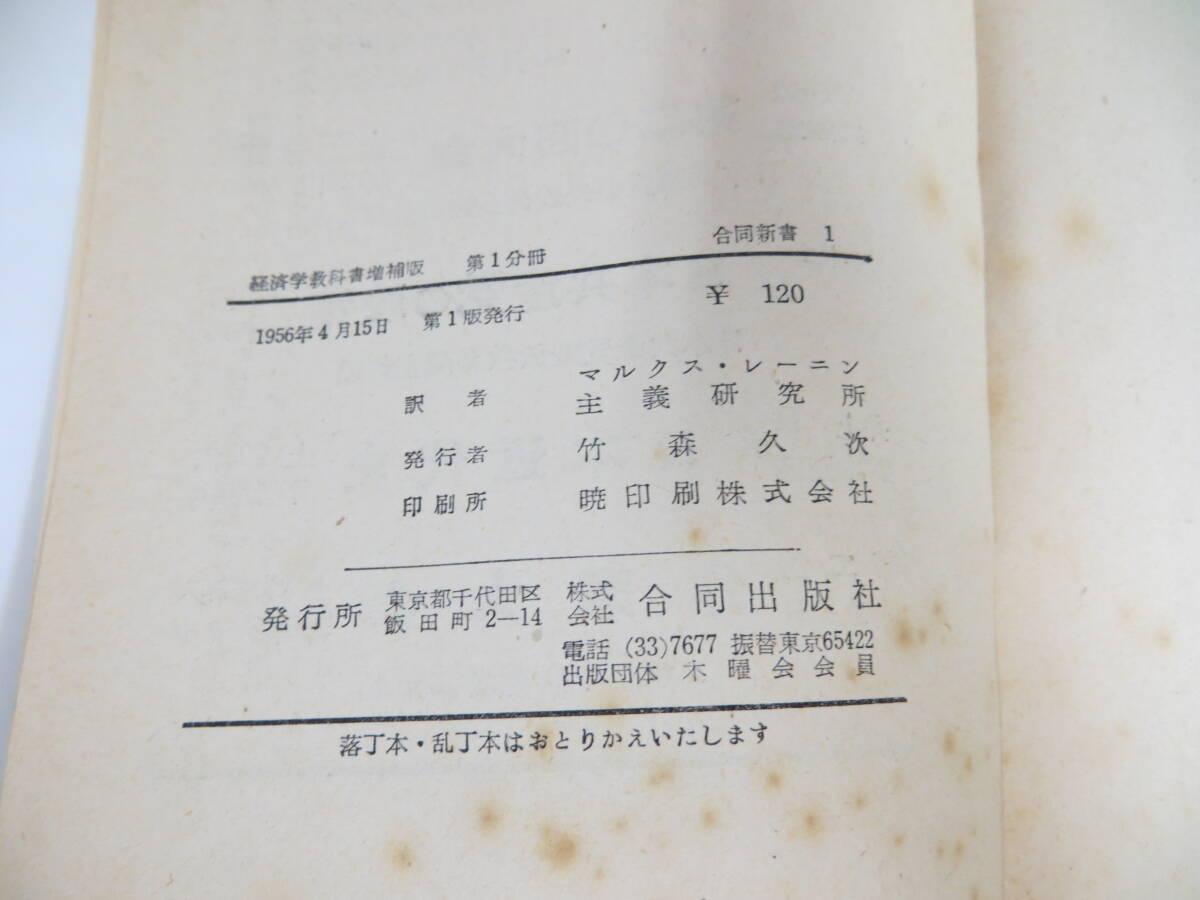 経済学教科書増補版 第1分冊 合同新書 1
1956年4月15日 第1版発行 ¥ 120
マルクス・レーニン
訳者 主義研究所
発行者 竹森久次
印刷所 暁印刷株式会社
発行所 東京都千代田区飯田町2—14 株式会社 合同出版社
電話 (33)7677 振替東京65422
出版団体 木曜会会員
落丁本・乱丁本はおとりかえいたします